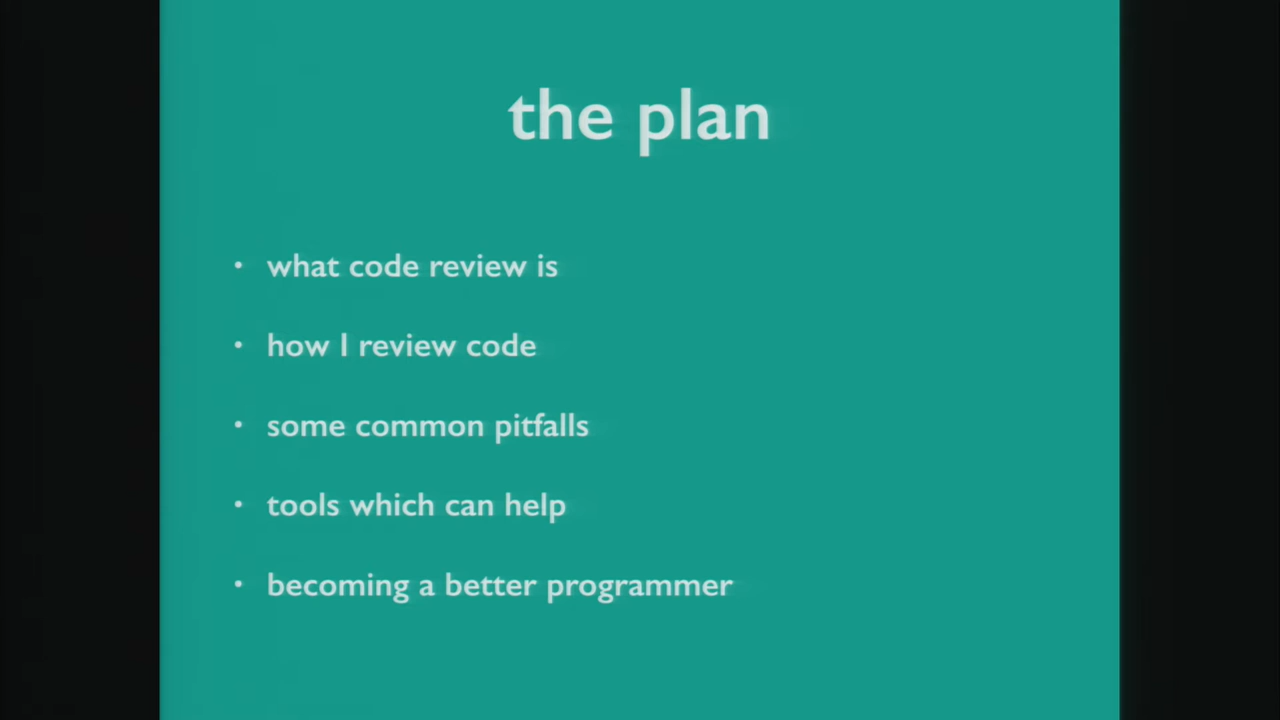 the plan
• what code review is
• how I review code
• some common pitfalls
• tools which can help
• becoming a better programmer